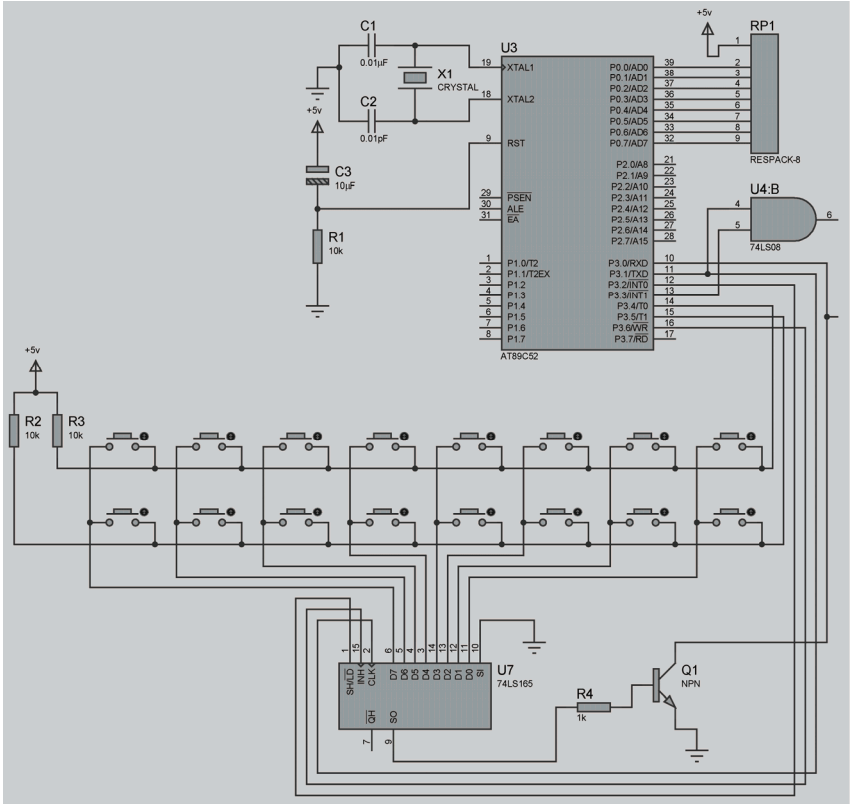 C1
0.01µF
X1
CRYSTAL
C2
0.01pF
+5v
C3
10µF
R1
10k
U3
19
18
9
29
30
31
1
2
3
4
5
6
7
8
XTAL1
XTAL2
RST
PSEN
ALE
EA
P1.0/T2
P1.1/T2EX
P1.2
P1.3
P1.4
P1.5
P1.6
P1.7
P0.0/AD0
P0.1/AD1
P0.2/AD2
P0.3/AD3
P0.4/AD4
P0.5/AD5
P0.6/AD6
P0.7/AD7
P2.0/A8
P2.1/A9
P2.2/A10
P2.3/A11
P2.4/A12
P2.5/A13
P2.6/A14
P2.7/A15
P3.0/RXD
P3.1/TXD
P3.2/INT0
P3.3/INT1
P3.4/T0
P3.5/T1
P3.6/WR
P3.7/RD
39
38
37
36
35
34
33
32
21
22
23
24
25
26
27
28
10
11
12
13
14
15
16
17
AT89C52
+5v
RP1
1
2
3
4
5
6
7
8
9
RESPACK-8
U4:B
4
5
6
74LS08
+5v
R2
10k
R3
10k
1
15
2
6
5
4
3
14
13
12
11
10
SH/LD
INH
CLK
D7
D6
D5
D4
D3
D2
D1
D0
SI
U7
74LS165
QH
SO
7
9
R4
1k
Q1
NPN